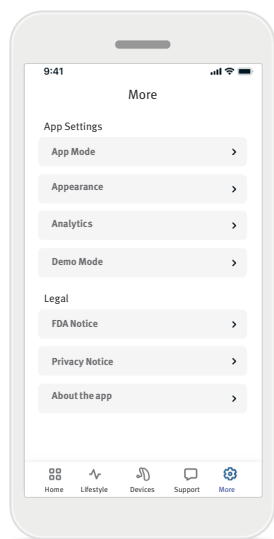 9:41
More
App Settings
App Mode
Appearance
Analytics
Demo Mode
Legal
FDA Notice
Privacy Notice
About the app
Home Lifestyle Devices Support More